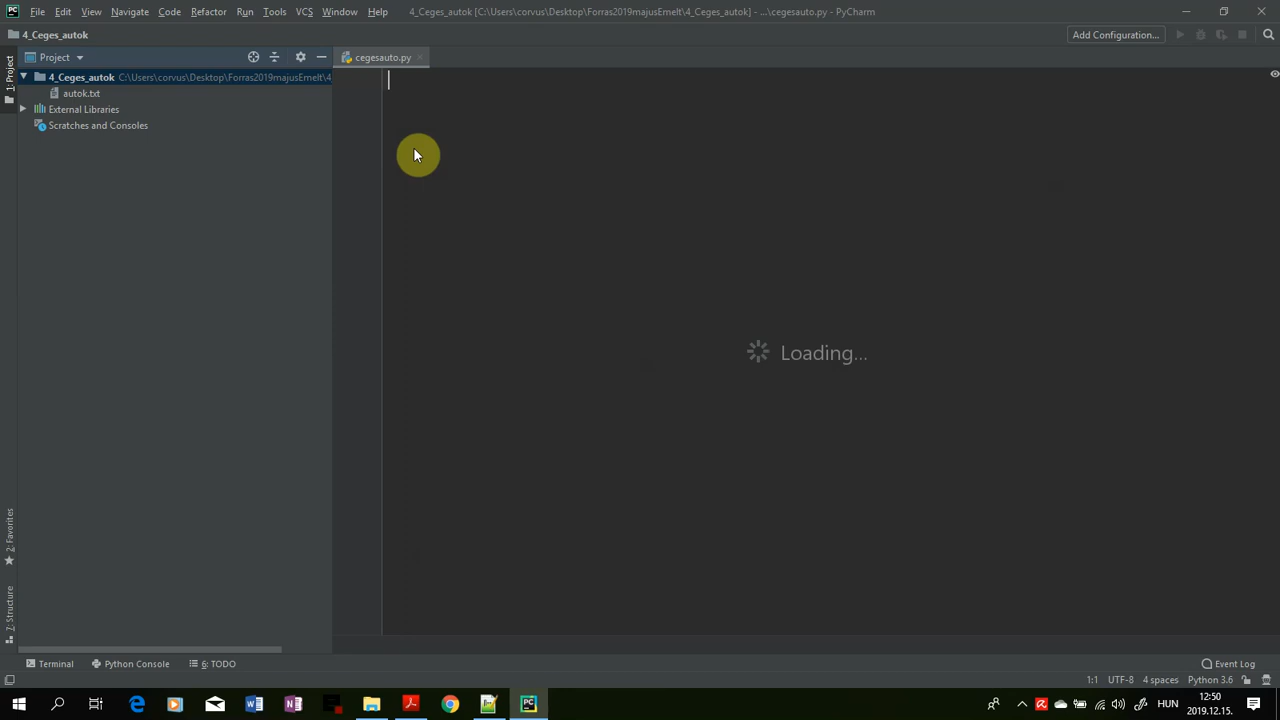 PC File Edit View Navigate Code Refactor Run Tools VCS Window Help 4_Ceges_autok [C:\Users\corvus\Desktop\Forras2019majusEmelt\4_Ceges_autok] - ...\cegesauto.py - PyCharm
4_Ceges_autok Add Configuration...
1: Project Project cegesauto.py
4_Ceges_autok C:\Users\corvus\Desktop\Forras2019majusEmelt\4
autok.txt
External Libraries
Scratches and Consoles
Loading...
2: Favorites
7: Structure
Terminal Python Console 6: TODO Event Log
1:1 UTF-8 4 spaces Python 3.6
PC HUN 12:50
2019.12.15.